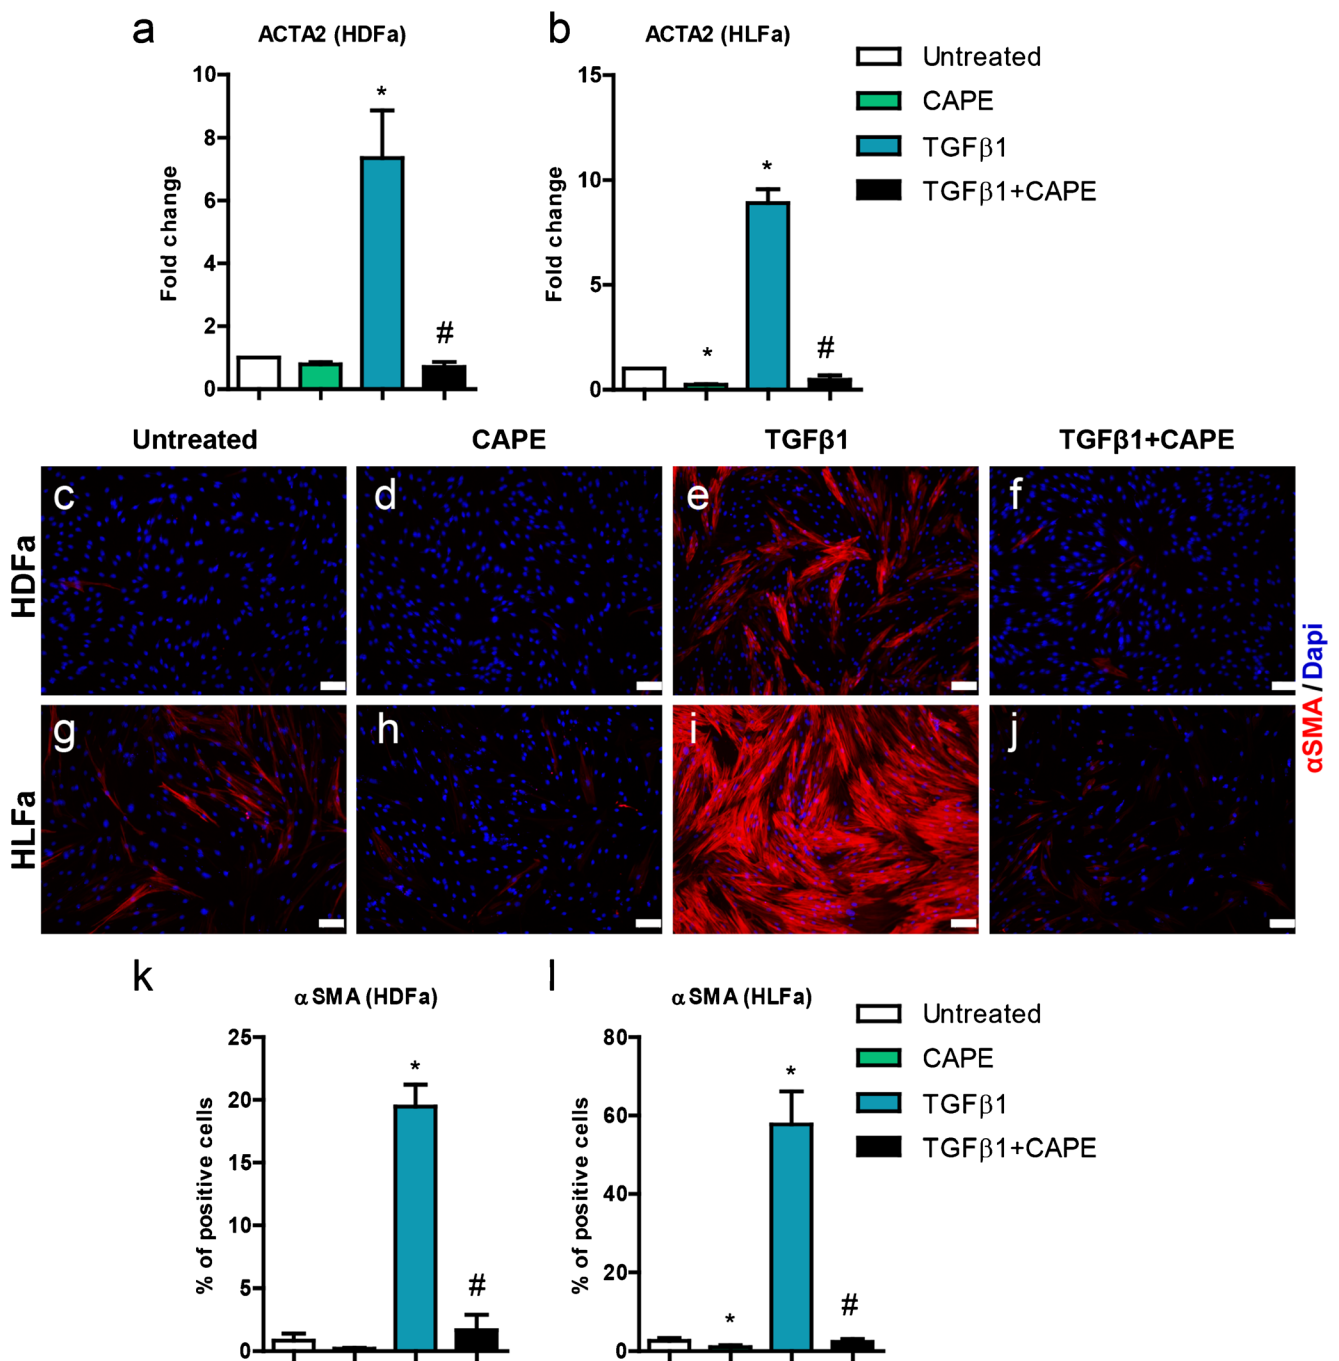 a
ACTA2 (HDFa)
10
8
6
4
2
0
Fold change
*
#
b
ACTA2 (HLFa)
15
10
5
0
Fold change
*
*
#
Untreated
CAPE
TGFβ1
TGFβ1+CAPE
Untreated
CAPE
TGFβ1
TGFβ1+CAPE
HDFa
c
d
e
f
HLFa
g
h
i
j
αSMA / Dapi
k
α SMA (HDFa)
25
20
15
10
5
0
% of positive cells
*
#
l
α SMA (HLFa)
80
60
40
20
0
% of positive cells
*
*
#
Untreated
CAPE
TGFβ1
TGFβ1+CAPE